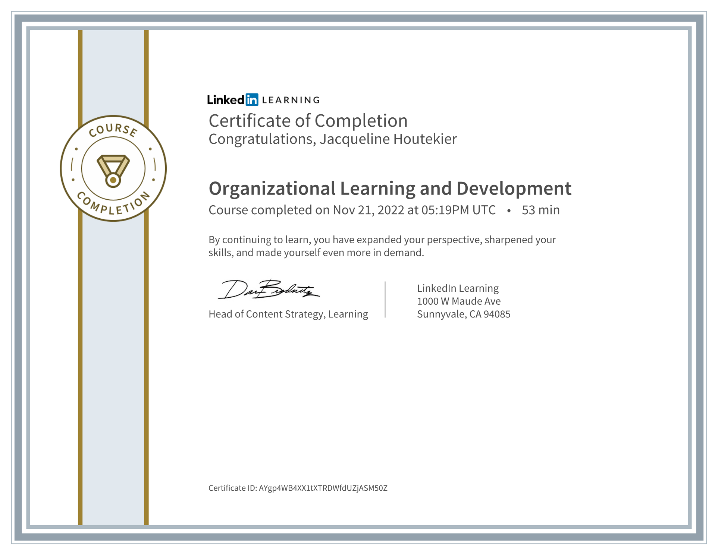 COURSE
COMPLETION
Linked in LEARNING
Certificate of Completion
Congratulations, Jacqueline Houtekier
Organizational Learning and Development
Course completed on Nov 21, 2022 at 05:19PM UTC • 53 min
By continuing to learn, you have expanded your perspective, sharpened your
skills, and made yourself even more in demand.
Head of Content Strategy, Learning
LinkedIn Learning
1000 W Maude Ave
Sunnyvale, CA 94085
Certificate ID: AYgp4WB4XX1tXTRDWfdUZjASM50Z